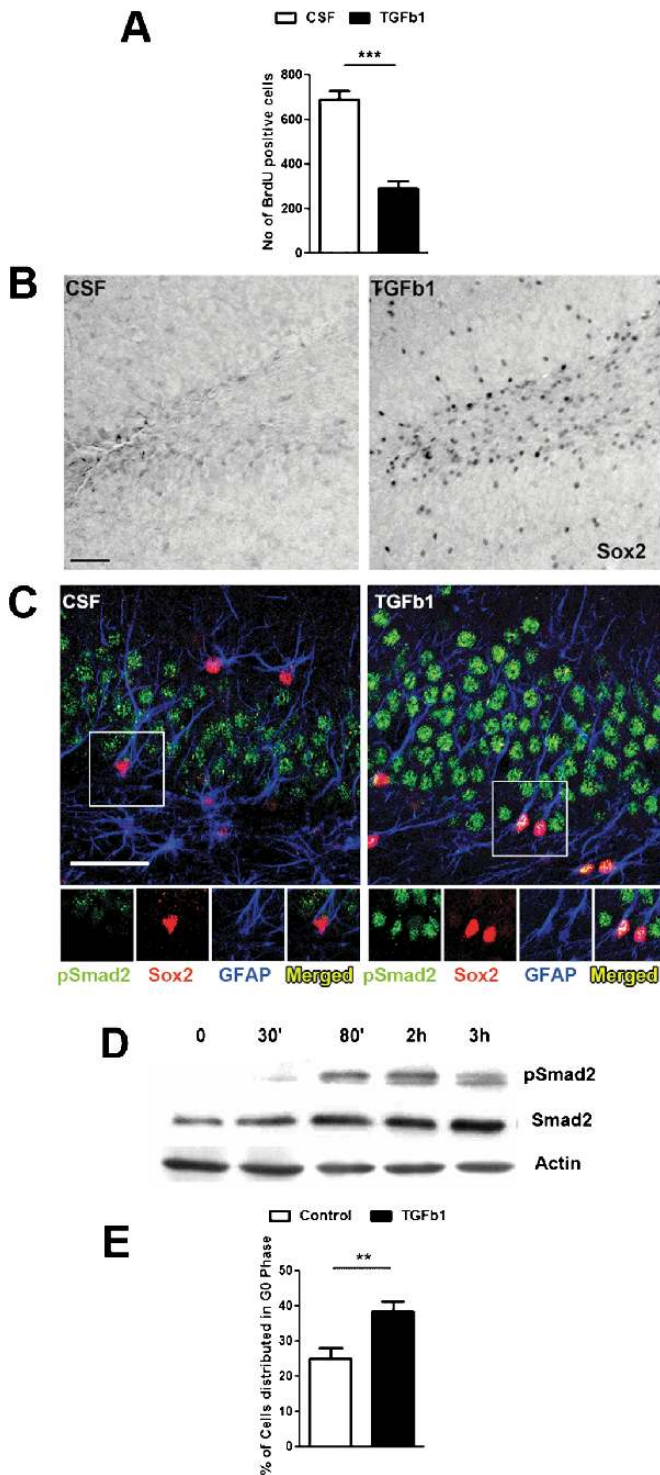 A
CSF TGFb1
***
800
600
400
200
0
No of BrdU positive cells
B
CSF
TGFb1
Sox2
C
CSF
TGFb1
pSmad2 Sox2 GFAP Merged
pSmad2 Sox2 GFAP Merged
D
0 30' 80' 2h 3h
pSmad2
Smad2
Actin
Control TGFb1
E
**
50
40
30
20
10
0
% of Cells distributed in G0 Phase